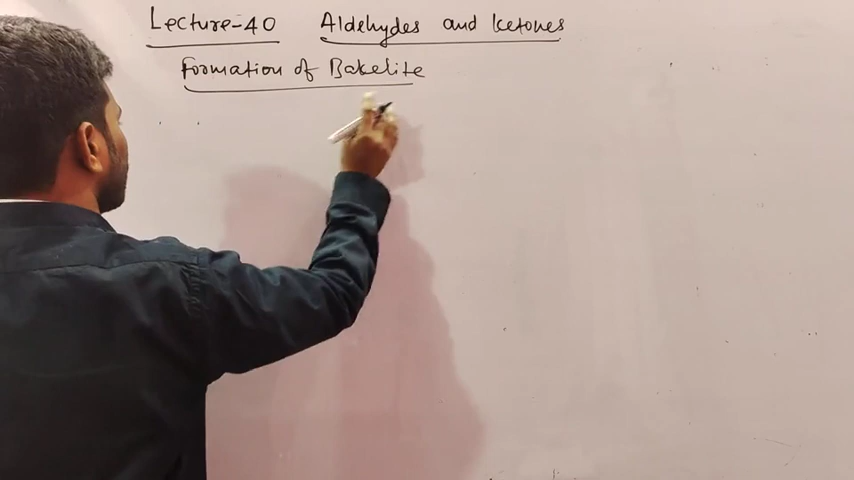 Lecture-40 Aldehydes and Ketones
Formation of Bakelite